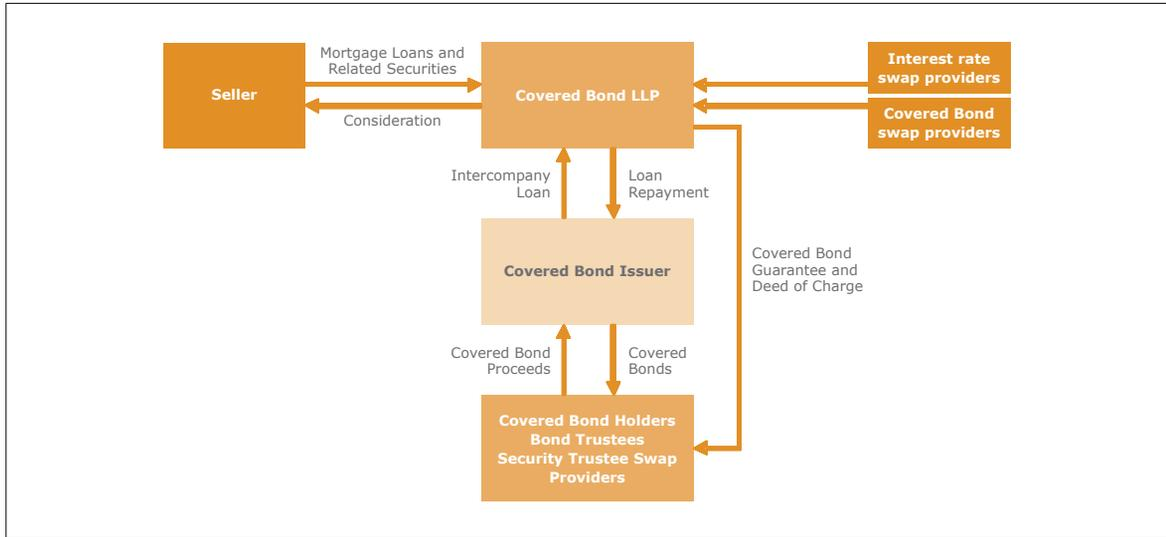 Mortgage Loans and
Related Securities
Seller
Consideration
Covered Bond LLP
Interest rate
swap providers
Covered Bond
swap providers
Intercompany
Loan
Loan
Repayment
Covered Bond Issuer
Covered Bond
Guarantee and
Deed of Charge
Covered Bond
Proceeds
Covered
Bonds
Covered Bond Holders
Bond Trustees
Security Trustee Swap
Providers